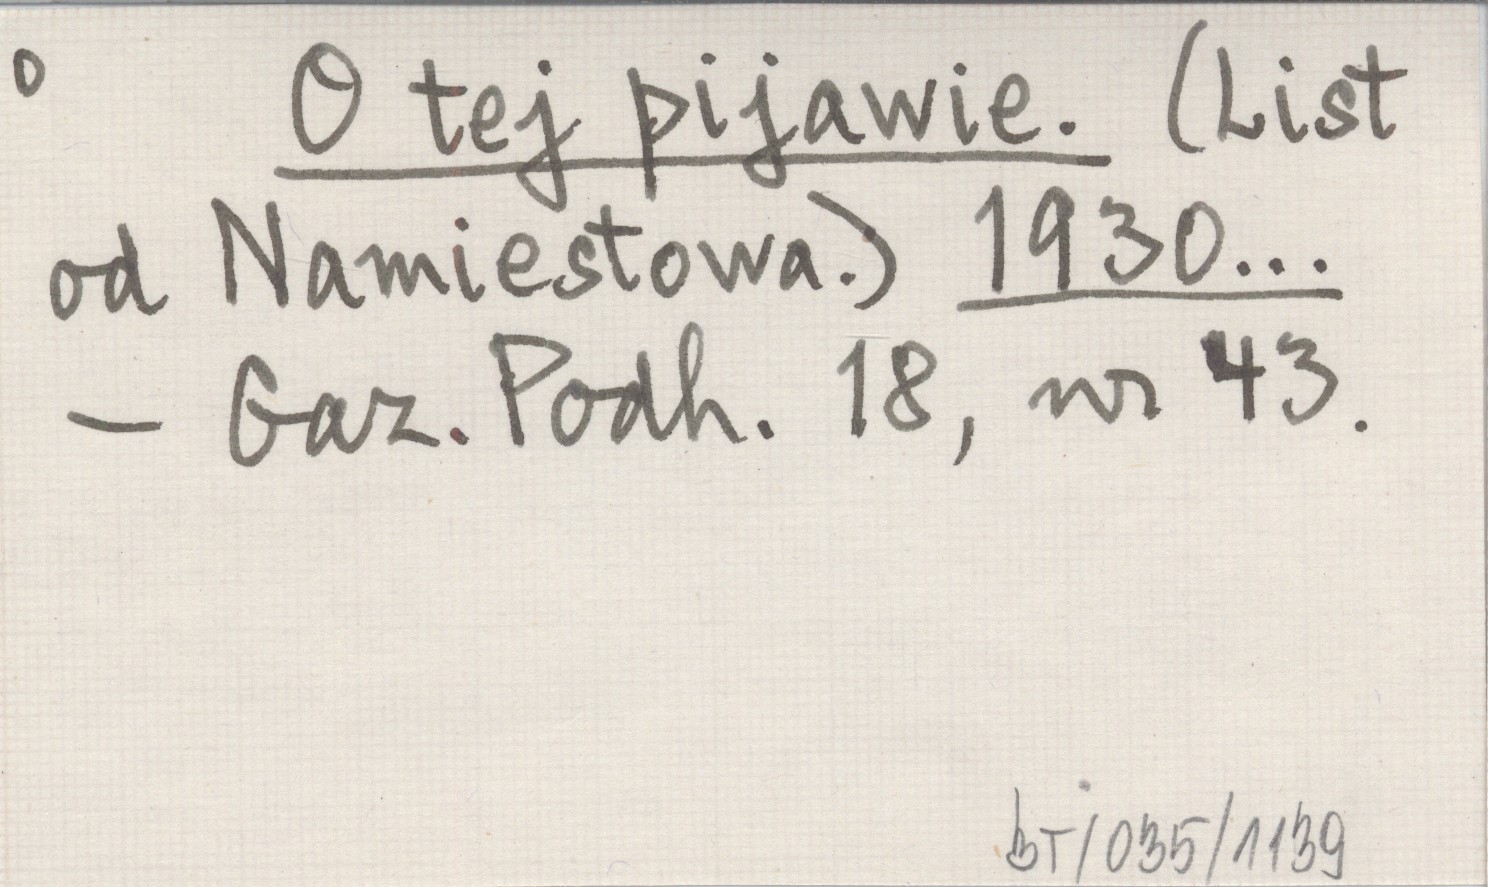 o O tej pijawie. (List
od Namiestowa.) 1930...
- Gaz. Podh. 18, nr 43.
BT/035/1139